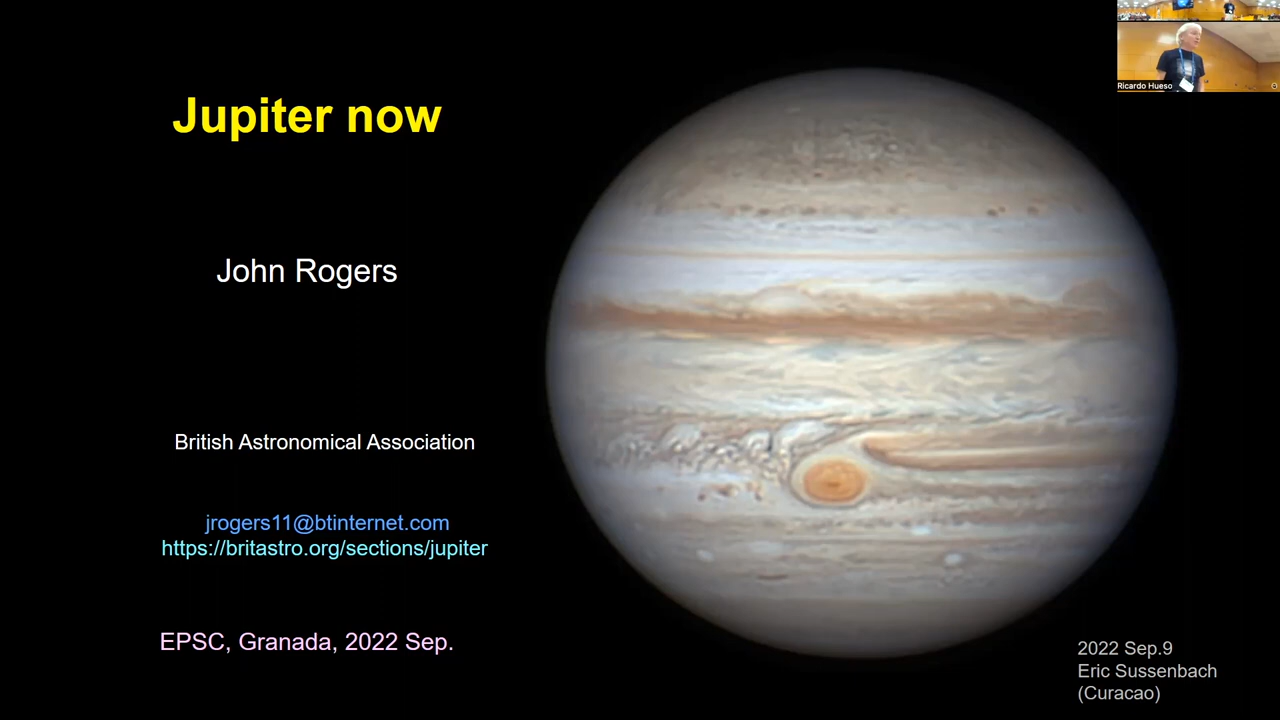 Jupiter now
John Rogers
British Astronomical Association
jrogers11@btinternet.com
https://britastro.org/sections/jupiter
EPSC, Granada, 2022 Sep.
2022 Sep.9
Eric Sussenbach
(Curacao)
Ricardo Hueso